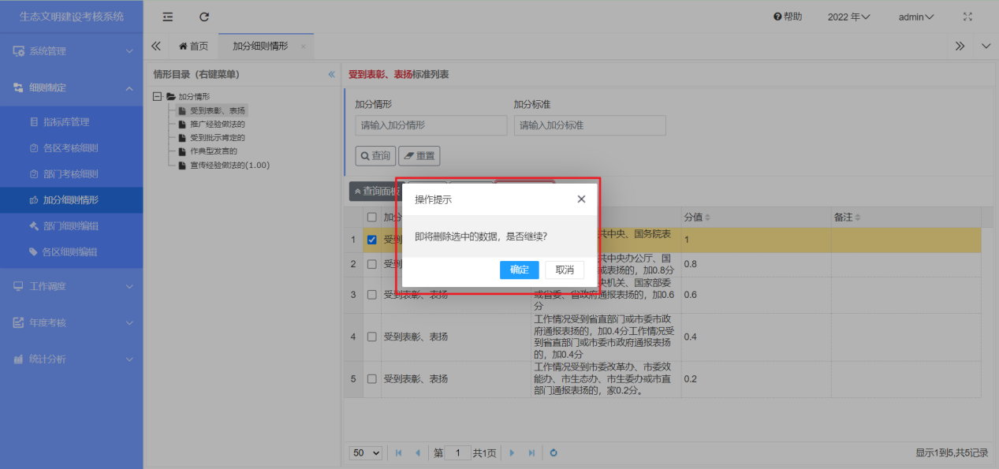 生态文明建设考核系统
帮助
2022 年
admin
系统管理
首页
加分细则情形
细则制定
指标库管理
各区考核细则
部门考核细则
加分细则情形
部门细则编辑
各区细则编辑
工作调度
年度考核
统计分析
情形目录（右键菜单）
加分情形
受到表彰、表扬
推广经验做法的
受到批示肯定的
作典型发言的
宣传经验做法的(1.00)
受到表彰、表扬标准列表
加分情形
加分标准
请输入加分情形
请输入加分标准
查询
重置
查询面板
操作提示
即将删除选中的数据，是否继续?
确定
取消
加分
分值
备注
1
受到
共中央、国务院表
1
2
受到
共中央办公厅、国
或表扬的，加0.8分
0.8
3
受到表彰、表扬
央机关、国家部委
或省委、省政府通报表扬的，加0.6
分
0.6
4
受到表彰、表扬
工作情况受到省直部门或市委市政
府通报表扬的，加0.4分工作情况受
到省直部门或市委市政府通报表扬
的，加0.4分
0.4
5
受到表彰、表扬
工作情况受到市委改革办、市委效
能办、市生态办、市生委办或市直
部门通报表扬的，家0.2分。
0.2
50
第
1
共1页
显示1到5,共5记录